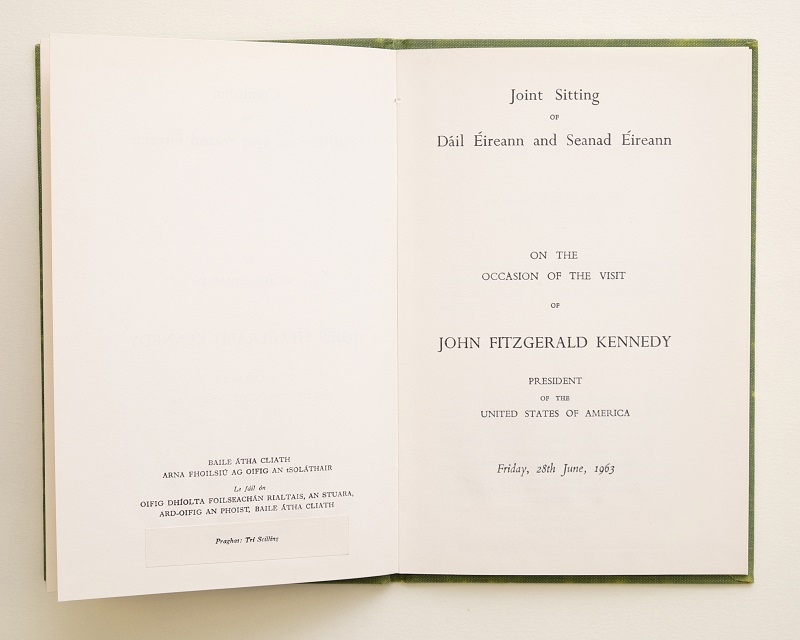 BAILE ÁTHA CLIATH
ARNA FHOILSIÚ AG OIFIG AN tSOLÁTHAIR
Le fáil ón
OIFIG DHÍOLTA FOILSEACHÁN RIALTAIS, AN STUARA,
ARD-OIFIG AN PHOIST, BAILE ÁTHA CLIATH
Praghas: Trí Scilling
Joint Sitting
OF
Dáil Éireann and Seanad Éireann
ON THE
OCCASION OF THE VISIT
OF
JOHN FITZGERALD KENNEDY
PRESIDENT
OF THE
UNITED STATES OF AMERICA
Friday, 28th June, 1963